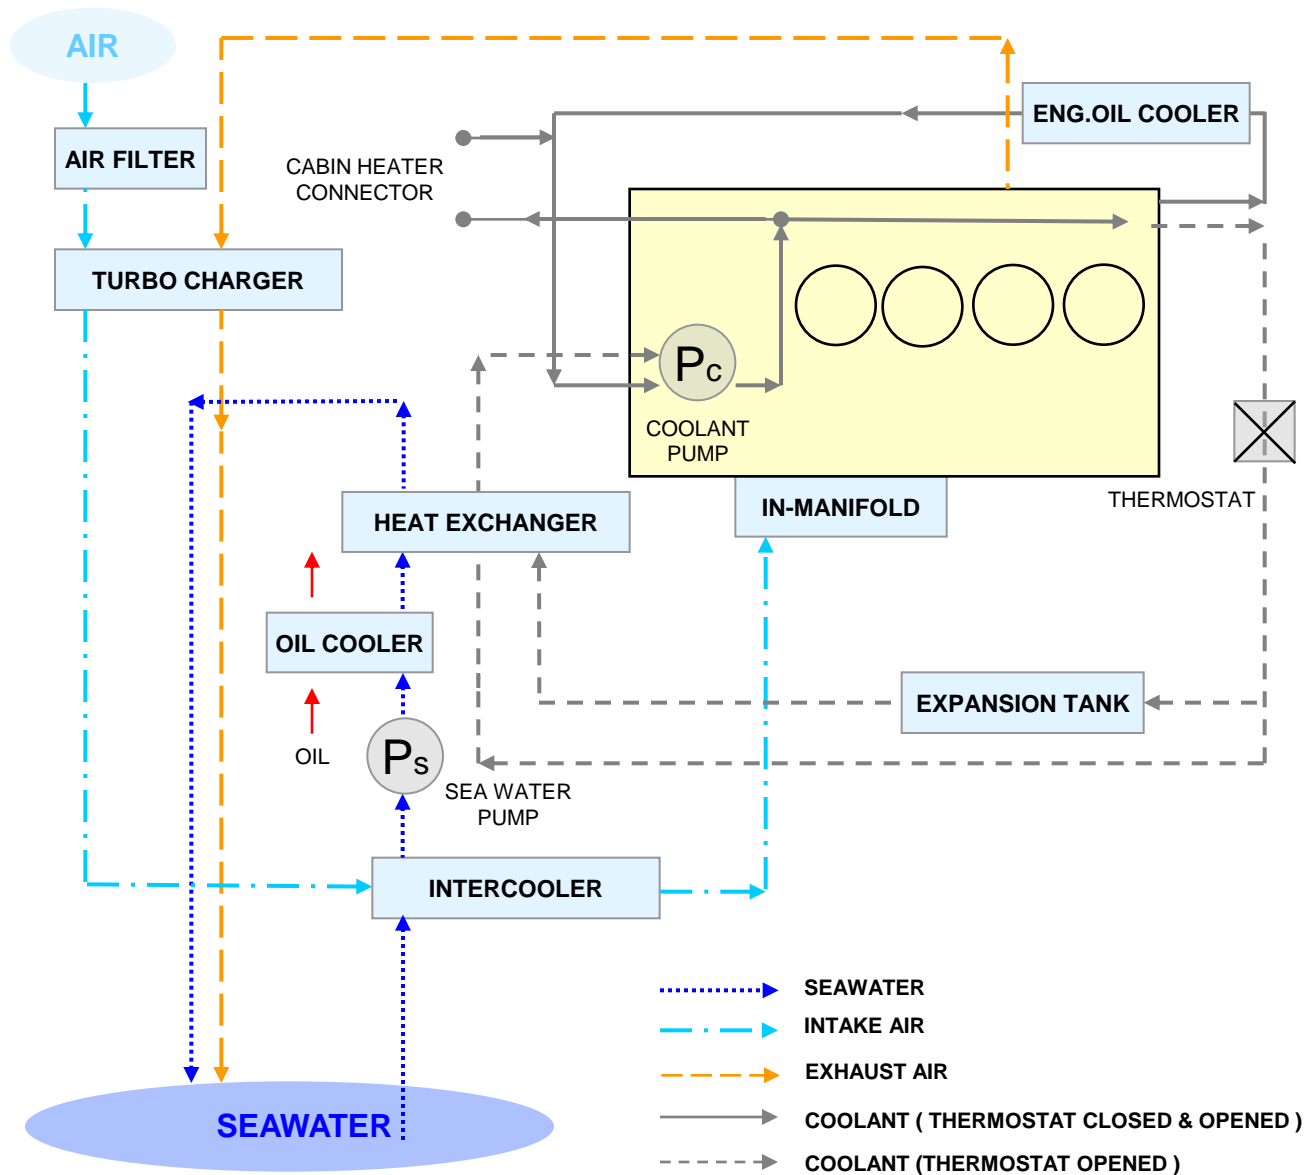 AIR
ENG.OIL COOLER
AIR FILTER
CABIN HEATER
CONNECTOR
TURBO CHARGER
Pc
COOLANT
PUMP
THERMOSTAT
IN-MANIFOLD
HEAT EXCHANGER
OIL COOLER
EXPANSION TANK
OIL
Ps
SEA WATER
PUMP
INTERCOOLER
SEAWATER
INTAKE AIR
EXHAUST AIR
COOLANT ( THERMOSTAT CLOSED & OPENED )
SEAWATER
COOLANT (THERMOSTAT OPENED )